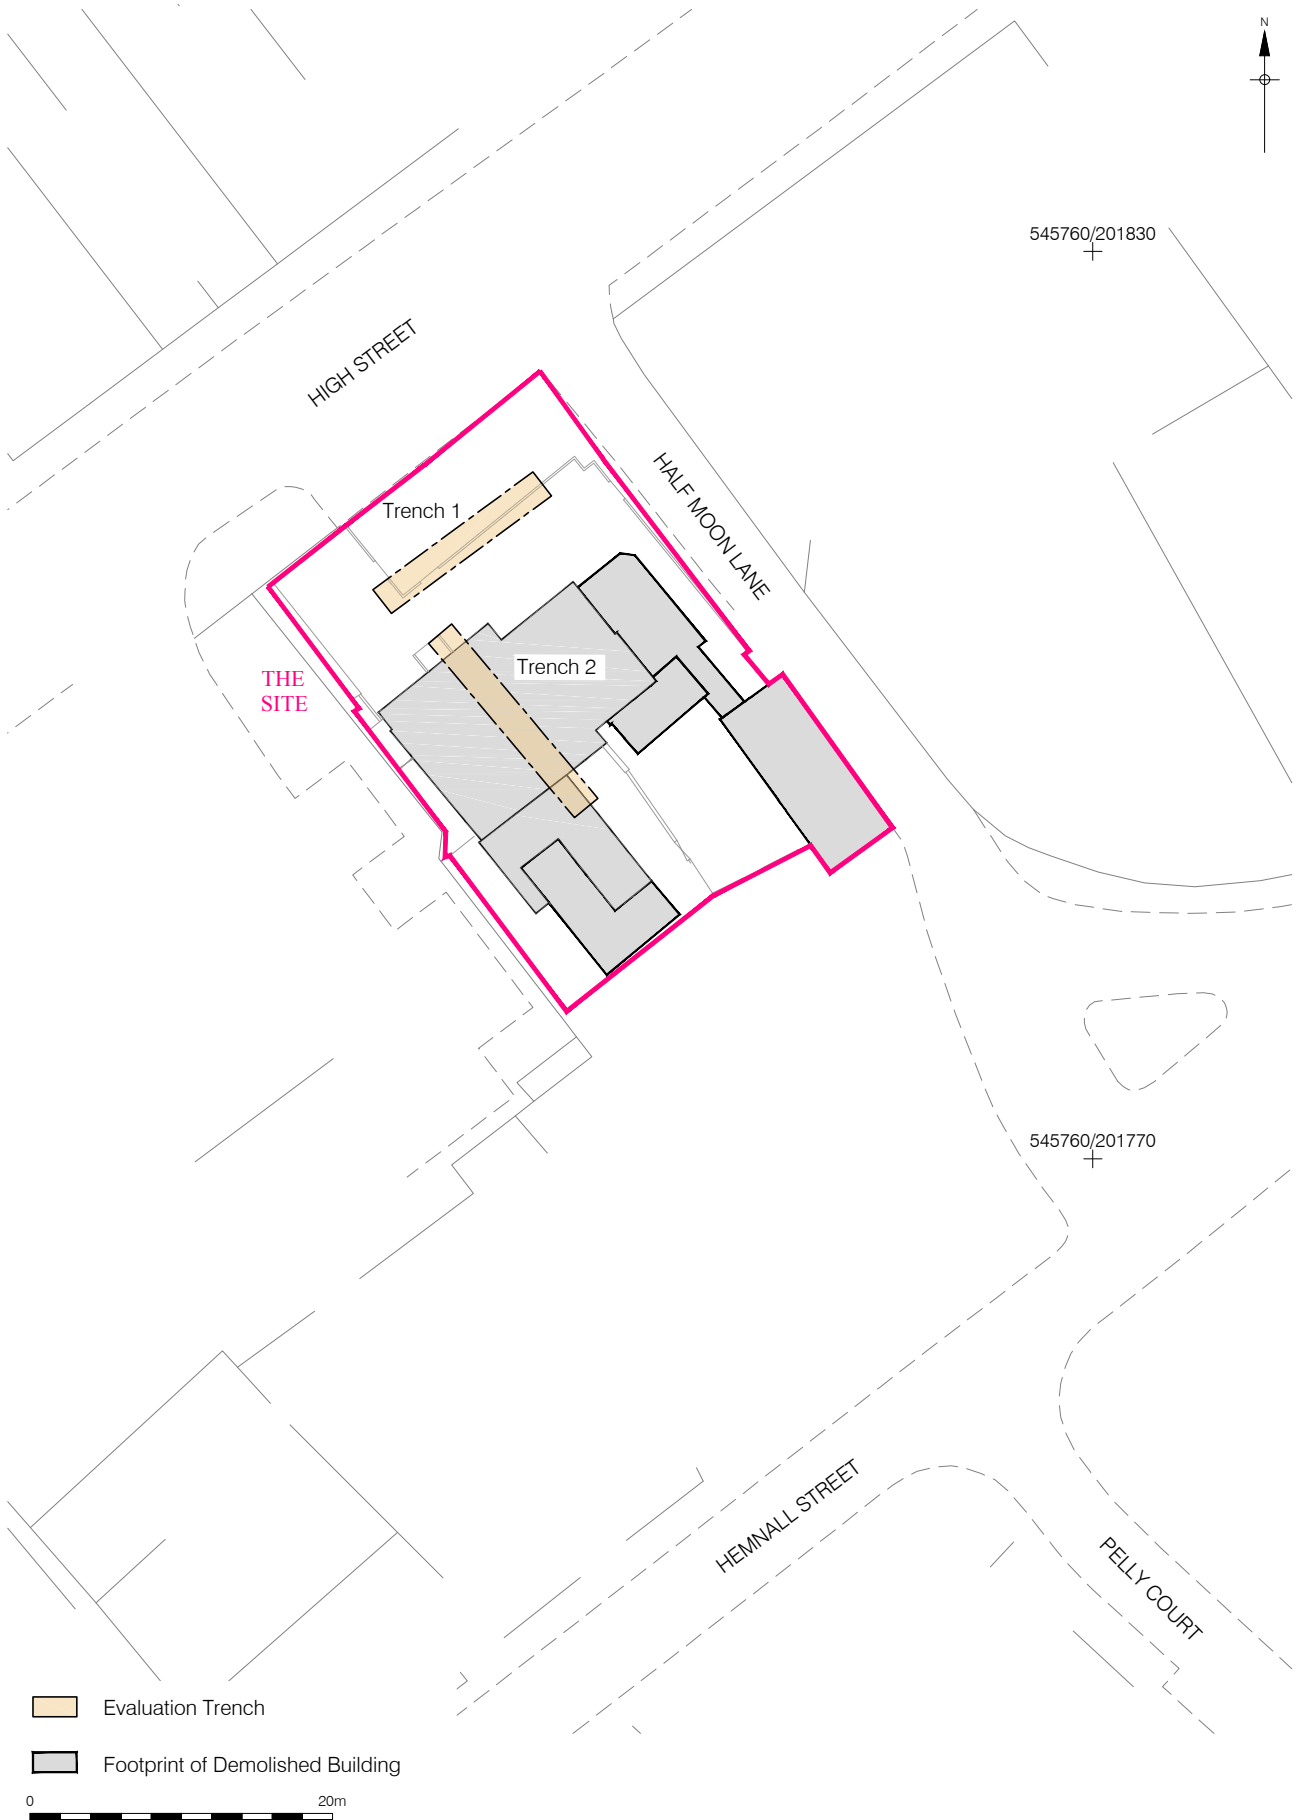 N
545760/201830
HIGH STREET
HALF MOON LANE
Trench 1
Trench 2
THE
SITE
545760/201770
HEMNALL STREET
PELLY COURT
Evaluation Trench
Footprint of Demolished Building
0 20m